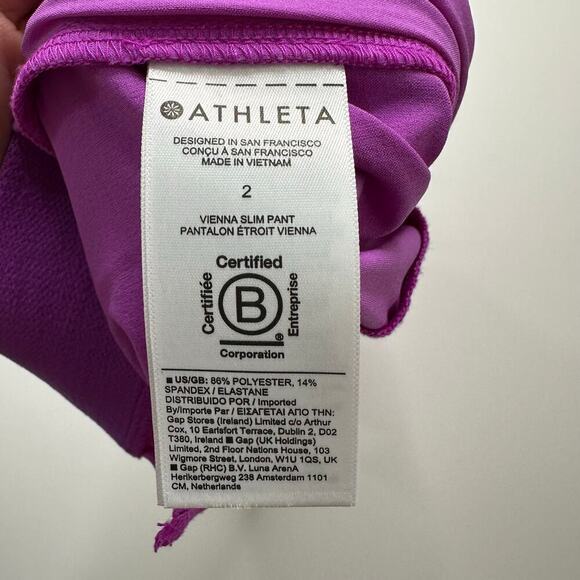 ATHLETA
DESIGNED IN SAN FRANCISCO
CONÇU À SAN FRANCISCO
MADE IN VIETNAM
2
VIENNA SLIM PANT
PANTALON ÉTROIT VIENNA
Certified
Certifiée
B
Entreprise
®
Corporation
■ US/GB: 86% POLYESTER, 14%
SPANDEX / ELASTANE
DISTRIBUIDO POR / Imported
By/Importe Par / ΕΙΣΑΓΕΤΑΙ ΑΠΟ ΤΗΝ:
Gap Stores (Ireland) Limited c/o Arthur
Cox, 10 Earlsfort Terrace, Dublin 2, D02
T380, Ireland ■ Gap (UK Holdings)
Limited, 2nd Floor Nations House, 103
Wigmore Street, London, W1U 1QS, UK
■ Gap (RHC) B.V. Luna ArenA
Herikerbergweg 238 Amsterdam 1101
CM, Netherlands